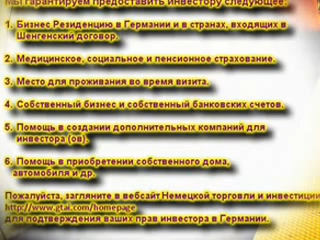 Мы гарантируем предоставить инвестору следующее:
1. Бизнес Резиденцию в Германии и в странах, входящих в
Шенгенский договор.
2. Медицинское, социальное и пенсионное страхование.
3. Место для проживания во время визита.
4. Собственный бизнес и собственный банковских счетов.
5. Помощь в создании дополнительных компаний для
инвестора (ов).
6. Помощь в приобретении собственного дома,
автомобиля и др.
Пожалуйста, загляните в вебсайт Немецкой торговли и инвестиции
http://www.gtai.com/homepage
для подтверждения ваших прав инвестора в Германии.